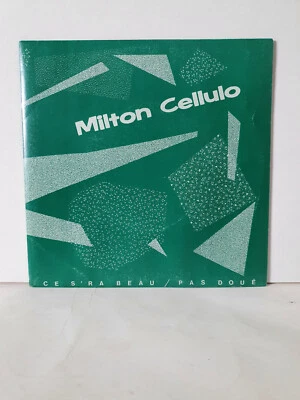 Milton Cellulo
CE S'RA BEAU / PAS DOUÉ